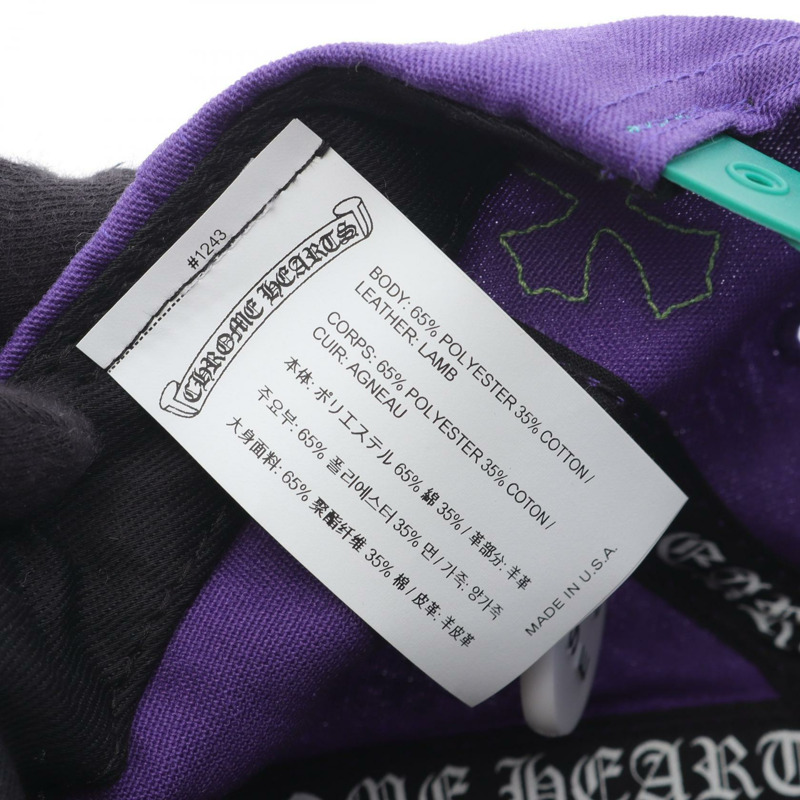 #1243
CHROME HEARTS
BODY: 65% POLYESTER 35% COTTON /
LEATHER: LAMB
CORPS: 65% POLYESTER 35% COTON /
CUIR: AGNEAU
本体: ポリエステル 65% 綿 35% / 革部分: 羊革
주요부: 65% 폴리에스터 35% 면 / 가죽: 양가죽
大身面料: 65% 聚酯纤维 35% 棉 / 皮革: 羊皮革
MADE IN U.S.A.
OME HEART